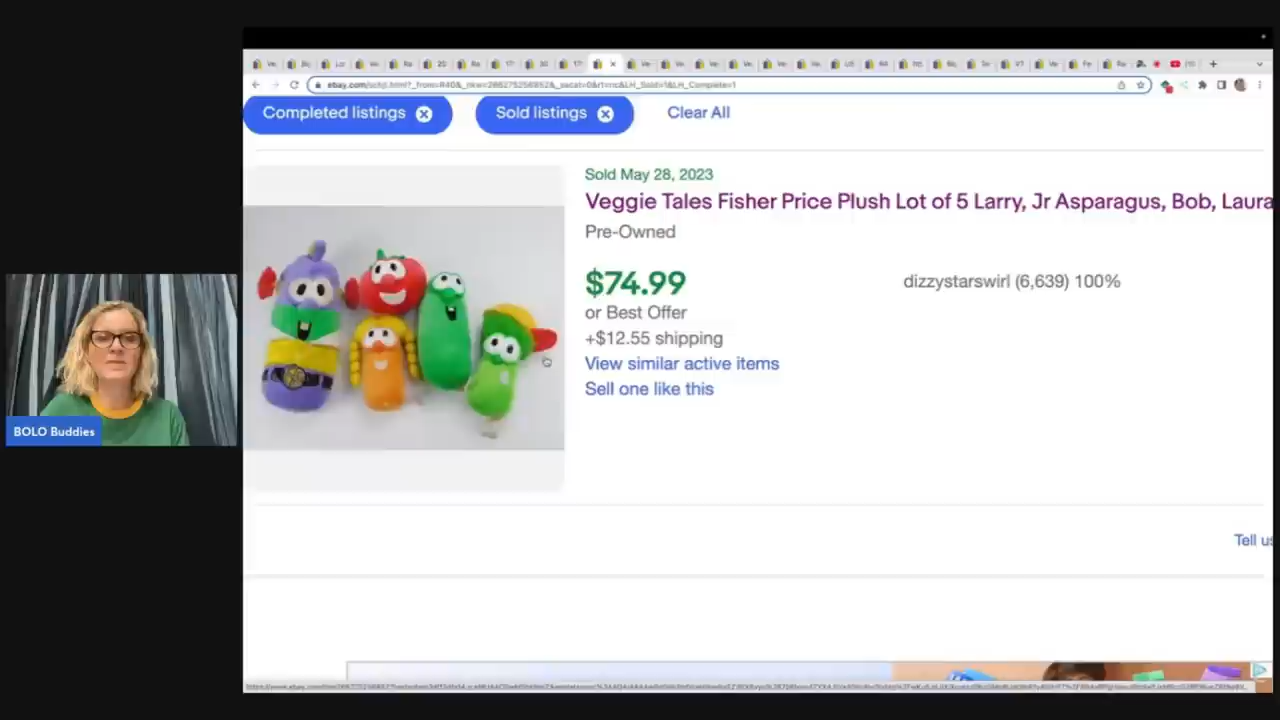 Completed listings
Sold listings
Clear All
Sold May 28, 2023
Veggie Tales Fisher Price Plush Lot of 5 Larry, Jr Asparagus, Bob, Laura
Pre-Owned
$74.99
dizzystarswirl (6,639) 100%
or Best Offer
+$12.55 shipping
View similar active items
Sell one like this
BOLO Buddies
Tell us